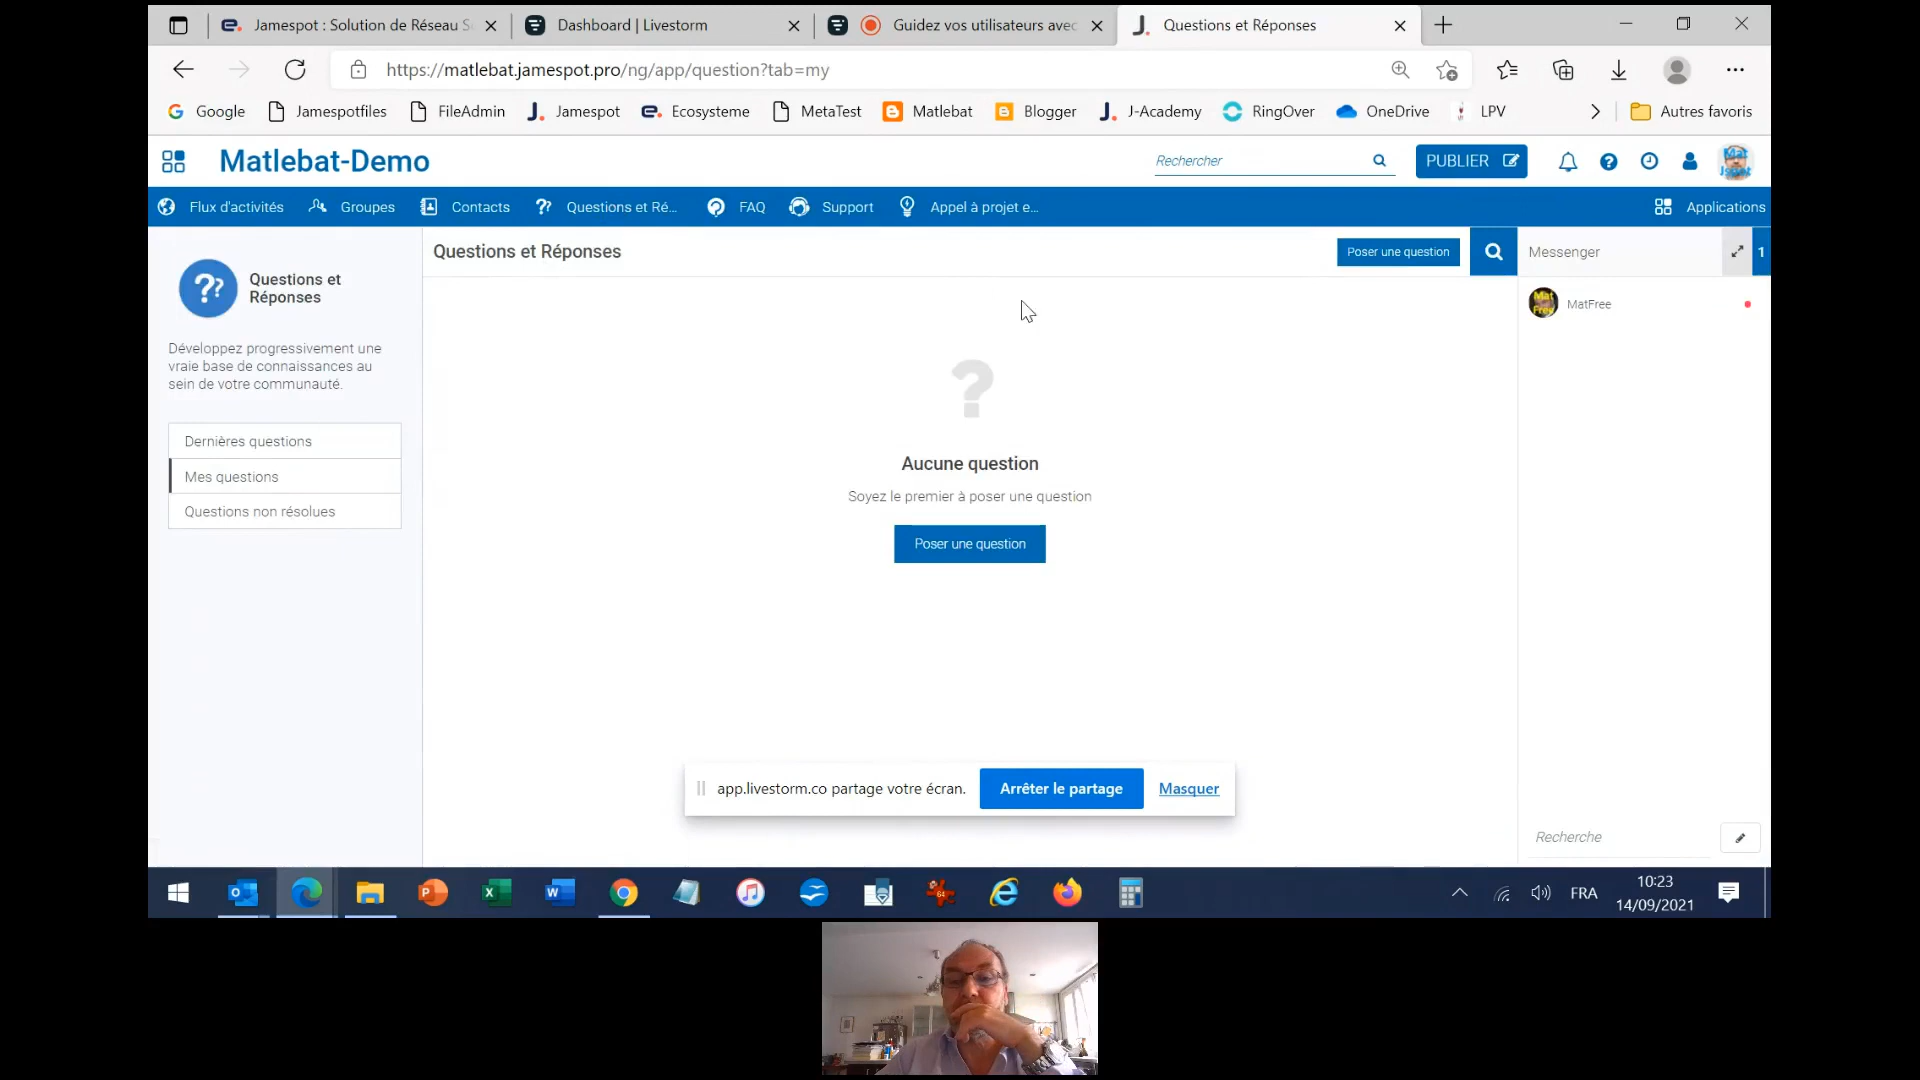 Jamespot : Solution de Réseau S
Dashboard | Livestorm
Guidez vos utilisateurs avec
Questions et Réponses
https://matlebat.jamespot.pro/ng/app/question?tab=my
Google Jamespotfiles FileAdmin Jamespot Ecosysteme MetaTest Matlebat Blogger J-Academy RingOver OneDrive LPV Autres favoris
Matlebat-Demo
Rechercher
PUBLIER
Flux d'activités Groupes Contacts Questions et Ré... FAQ Support Appel à projet e... Applications
Questions et
Réponses
Développez progressivement une
vraie base de connaissances au
sein de votre communauté.
Dernières questions
Mes questions
Questions non résolues
Questions et Réponses
Poser une question
Aucune question
Soyez le premier à poser une question
Poser une question
Messenger
1
MatFree
Recherche
app.livestorm.co partage votre écran.
Arrêter le partage
Masquer
FRA
10:23
14/09/2021